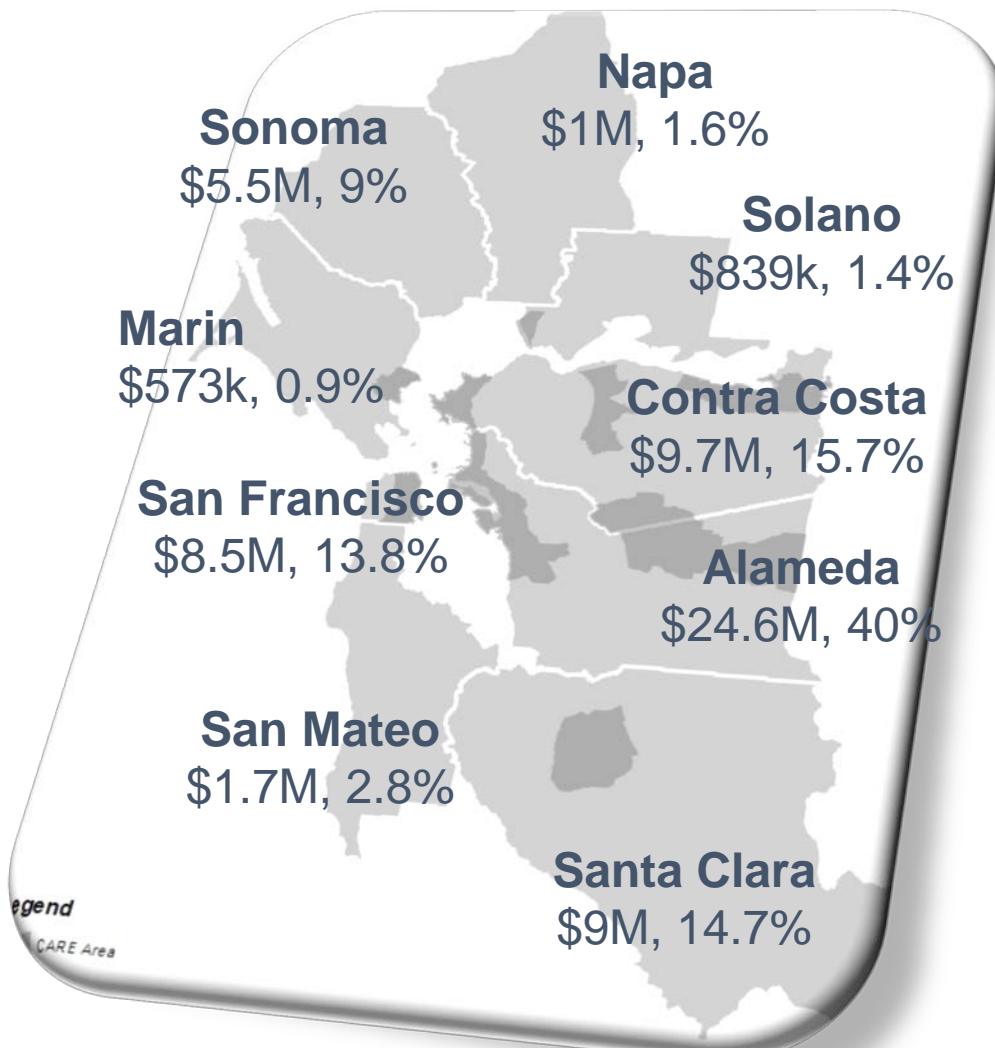 Napa
$1M, 1.6%
Sonoma
$5.5M, 9%
Solano
$839k, 1.4%
Marin
$573k, 0.9%
Contra Costa
$9.7M, 15.7%
San Francisco
$8.5M, 13.8%
Alameda
$24.6M, 40%
San Mateo
$1.7M, 2.8%
Santa Clara
$9M, 14.7%
egend
CARE Area